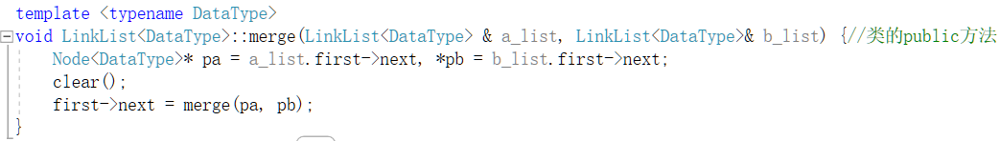 template <typename DataType>
void LinkList<DataType>::merge(LinkList<DataType> & a_list, LinkList<DataType>& b_list) {//类的public方法
    Node<DataType>* pa = a_list.first->next, *pb = b_list.first->next;
    clear();
    first->next = merge(pa, pb);
}